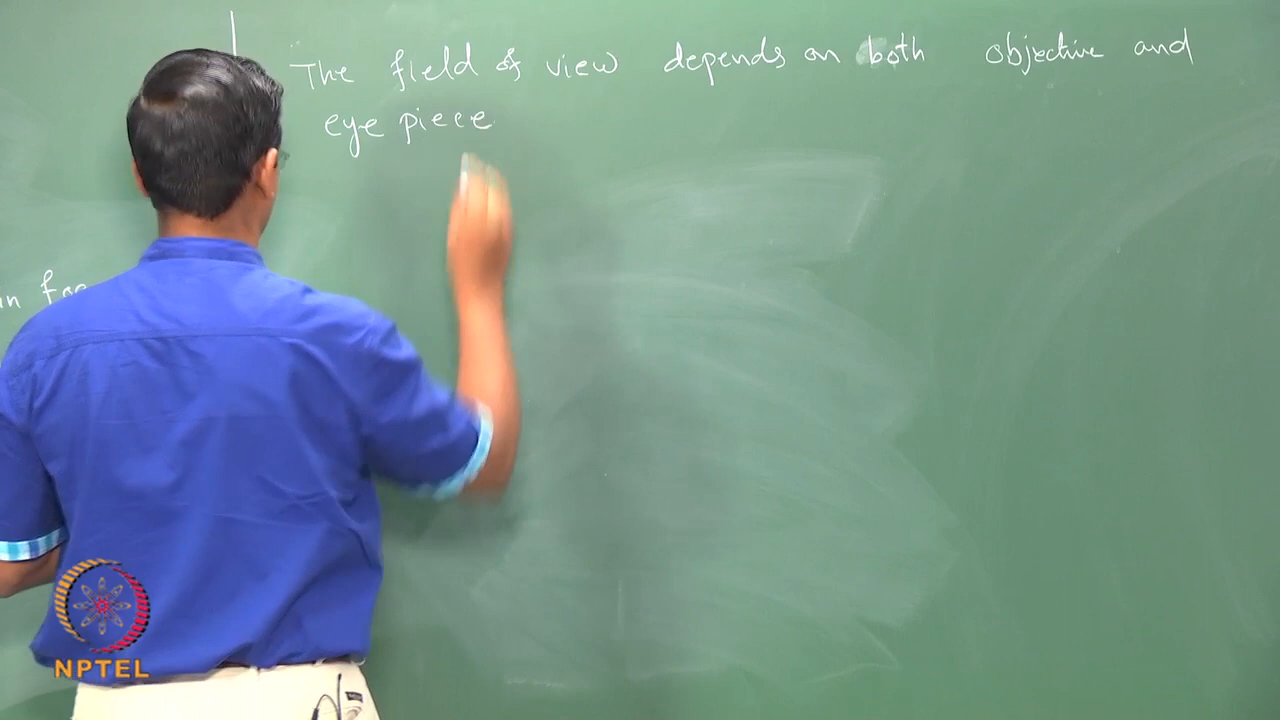 The field of view depends on both objective and
eye piece
NPTEL